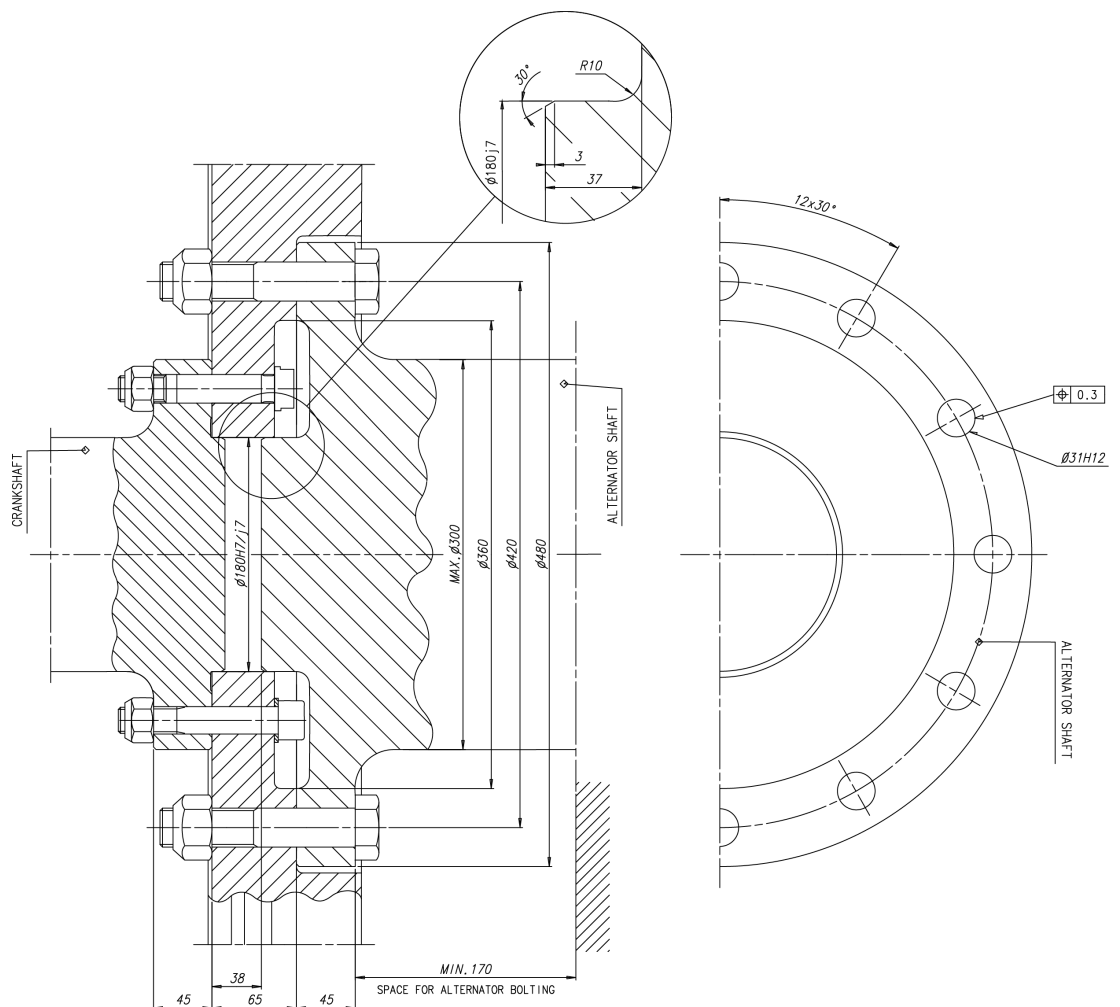 30°
R10
3
37
Ø180j7
12x30°
0.3
Ø31H12
ALTERNATOR SHAFT
CRANKSHAFT
ALTERNATOR SHAFT
Ø180H7/j7
MAX.Ø300
Ø360
Ø420
Ø480
38
MIN.170
SPACE FOR ALTERNATOR BOLTING
45
65
45